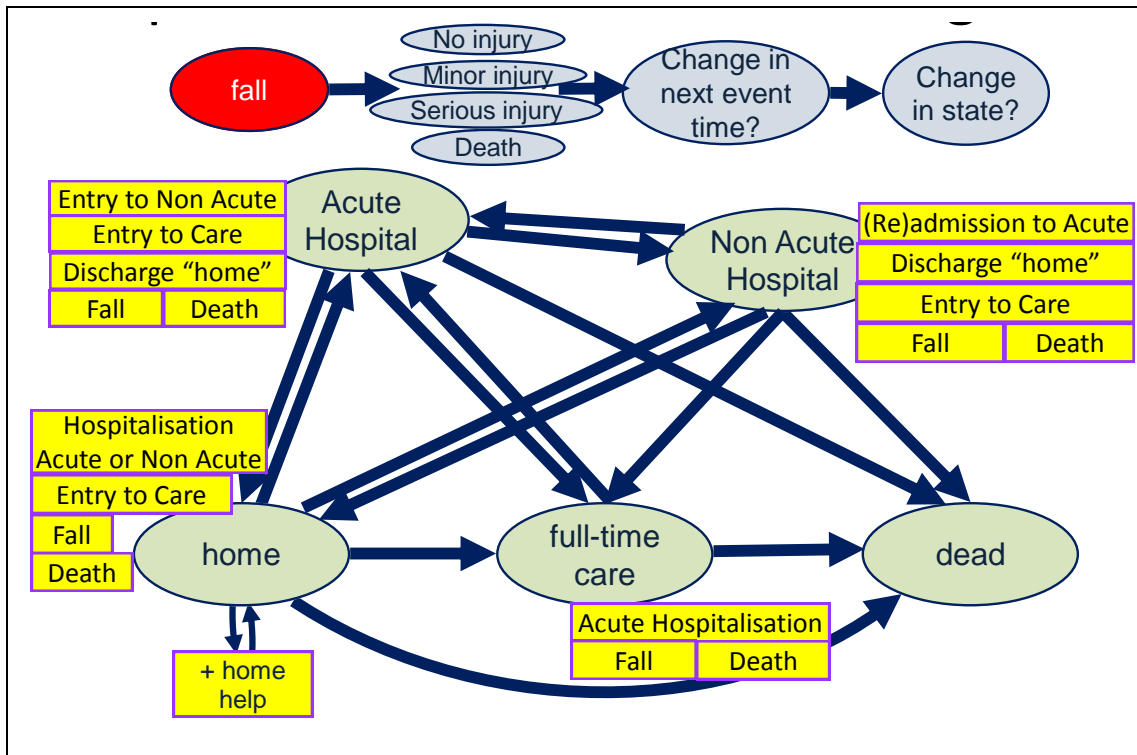 fall
No injury
Minor injury
Serious injury
Death
Change in
next event
time?
Change
in state?
Entry to Non Acute
Entry to Care
Discharge “home”
Fall
Death
Acute
Hospital
Non Acute
Hospital
(Re)admission to Acute
Discharge “home”
Entry to Care
Fall
Death
Hospitalisation
Acute or Non Acute
Entry to Care
Fall
Death
home
full-time
care
dead
Acute Hospitalisation
Fall
Death
+ home
help